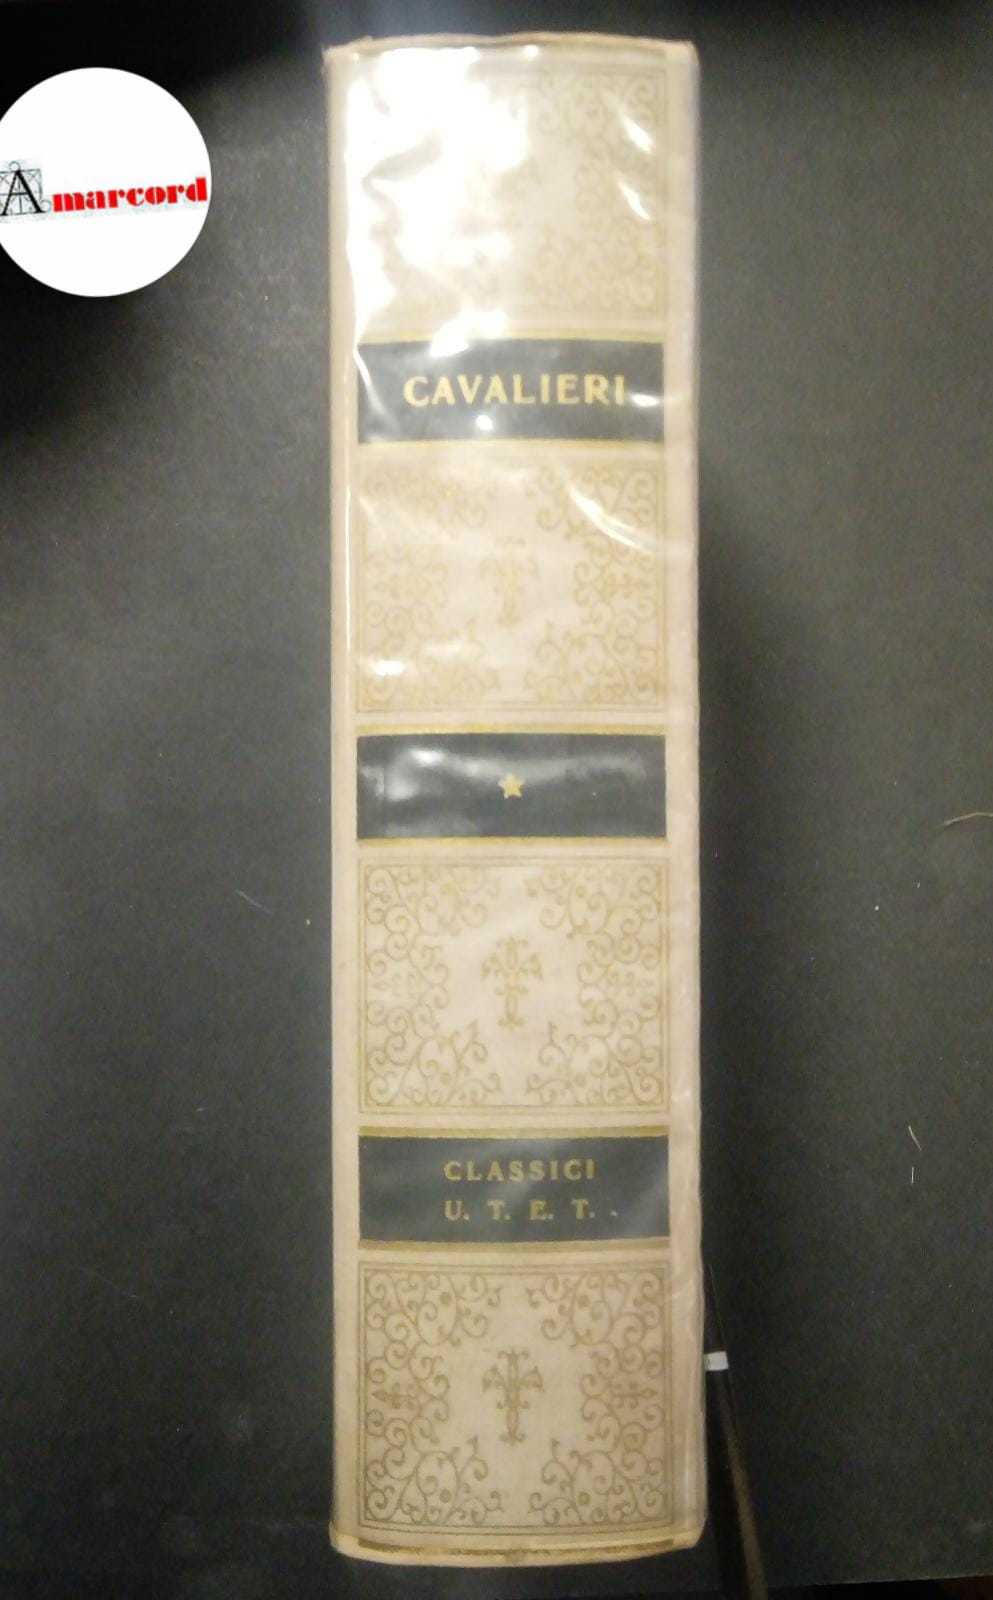 Amarcord
CAVALIERI
CLASSICI
U. T. E. T.